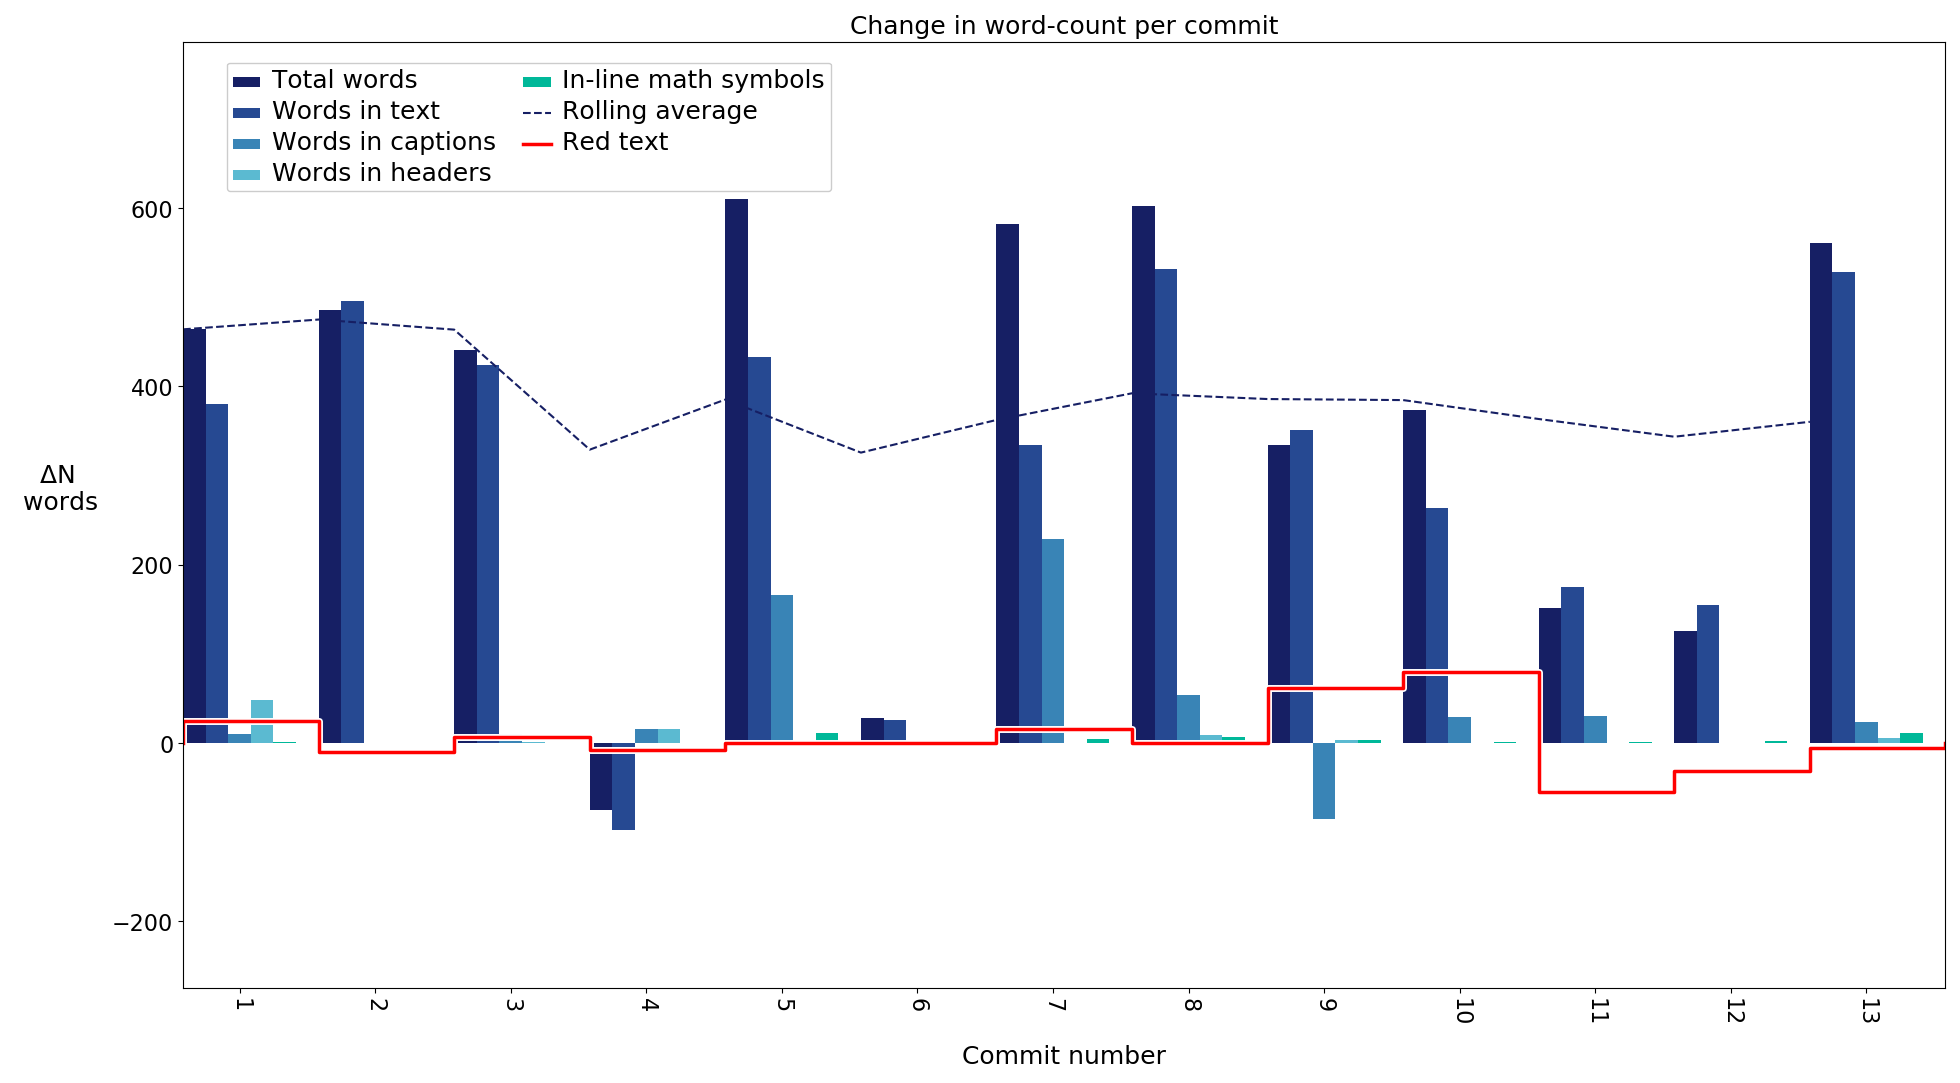 Change in word-count per commit
Total words
Words in text
Words in captions
Words in headers
In-line math symbols
Rolling average
Red text
600
400
200
0
−200
ΔN
words
1
2
3
4
5
6
7
8
9
10
11
12
13
Commit number